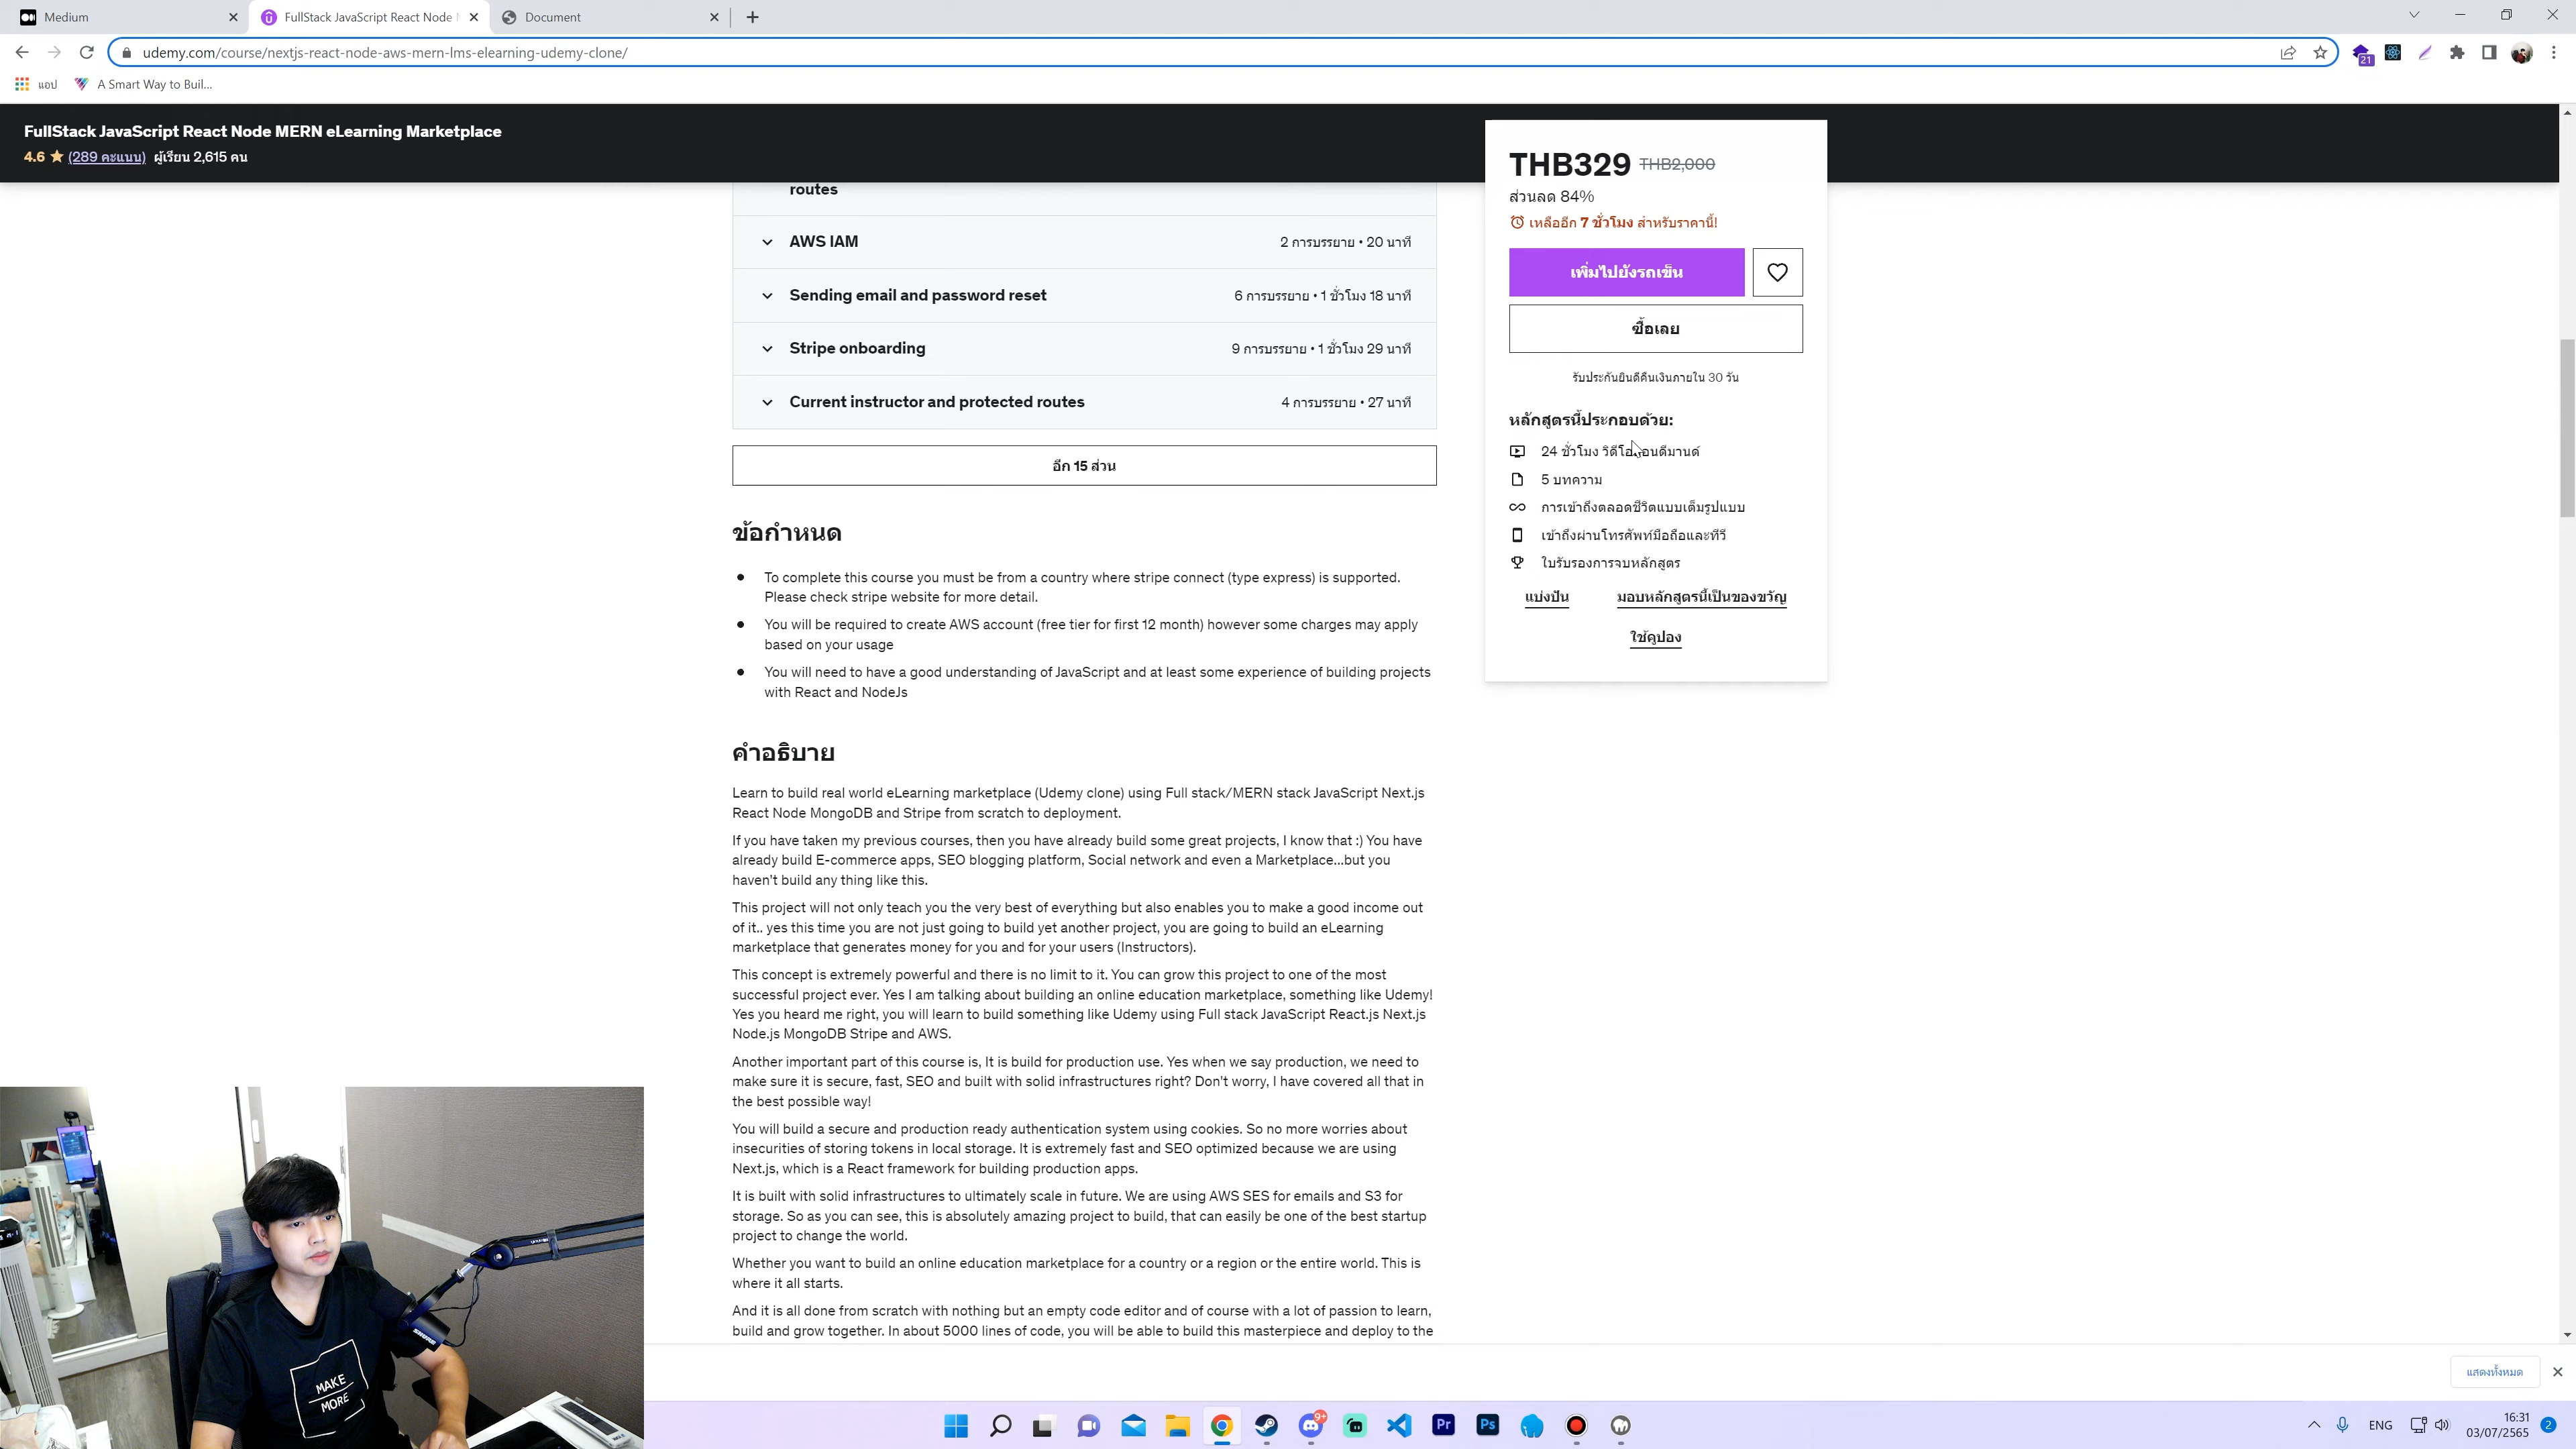 Medium
FullStack JavaScript React Node M
Document
udemy.com/course/nextjs-react-node-aws-mern-lms-elearning-udemy-clone/
21
แอป
A Smart Way to Buil...
FullStack JavaScript React Node MERN eLearning Marketplace
4.6 (289 คะแนน) ผู้เรียน 2,615 คน
routes
AWS IAM
2 การบรรยาย • 20 นาที
Sending email and password reset
6 การบรรยาย • 1 ชั่วโมง 18 นาที
Stripe onboarding
9 การบรรยาย • 1 ชั่วโมง 29 นาที
Current instructor and protected routes
4 การบรรยาย • 27 นาที
อีก 15 ส่วน
THB329 THB2,000
ส่วนลด 84%
เหลืออีก 7 ชั่วโมง สำหรับราคานี้!
เพิ่มไปยังรถเข็น
ซื้อเลย
รับประกันยินดีคืนเงินภายใน 30 วัน
หลักสูตรนี้ประกอบด้วย:
24 ชั่วโมง วิดีโอออนดีมานด์
5 บทความ
การเข้าถึงตลอดชีวิตแบบเต็มรูปแบบ
เข้าถึงผ่านโทรศัพท์มือถือและทีวี
ใบรับรองการจบหลักสูตร
แบ่งปัน
มอบหลักสูตรนี้เป็นของขวัญ
ใช้คูปอง
ข้อกำหนด
To complete this course you must be from a country where stripe connect (type express) is supported.
Please check stripe website for more detail.
You will be required to create AWS account (free tier for first 12 month) however some charges may apply
based on your usage
You will need to have a good understanding of JavaScript and at least some experience of building projects
with React and NodeJs
คำอธิบาย
Learn to build real world eLearning marketplace (Udemy clone) using Full stack/MERN stack JavaScript Next.js
React Node MongoDB and Stripe from scratch to deployment.
If you have taken my previous courses, then you have already build some great projects, I know that :) You have
already build E-commerce apps, SEO blogging platform, Social network and even a Marketplace...but you
haven't build any thing like this.
This project will not only teach you the very best of everything but also enables you to make a good income out
of it.. yes this time you are not just going to build yet another project, you are going to build an eLearning
marketplace that generates money for you and for your users (Instructors).
This concept is extremely powerful and there is no limit to it. You can grow this project to one of the most
successful project ever. Yes I am talking about building an online education marketplace, something like Udemy!
Yes you heard me right, you will learn to build something like Udemy using Full stack JavaScript React.js Next.js
Node.js MongoDB Stripe and AWS.
Another important part of this course is, It is build for production use. Yes when we say production, we need to
make sure it is secure, fast, SEO and built with solid infrastructures right? Don't worry, I have covered all that in
the best possible way!
You will build a secure and production ready authentication system using cookies. So no more worries about
insecurities of storing tokens in local storage. It is extremely fast and SEO optimized because we are using
Next.js, which is a React framework for building production apps.
It is built with solid infrastructures to ultimately scale in future. We are using AWS SES for emails and S3 for
storage. So as you can see, this is absolutely amazing project to build, that can easily be one of the best startup
project to change the world.
Whether you want to build an online education marketplace for a country or a region or the entire world. This is
where it all starts.
And it is all done from scratch with nothing but an empty code editor and of course with a lot of passion to learn,
build and grow together. In about 5000 lines of code, you will be able to build this masterpiece and deploy to the
MAKE
MORE
SHURE
แสดงทั้งหมด
9+
Pr
Ps
ENG
16:31
03/07/2565
2